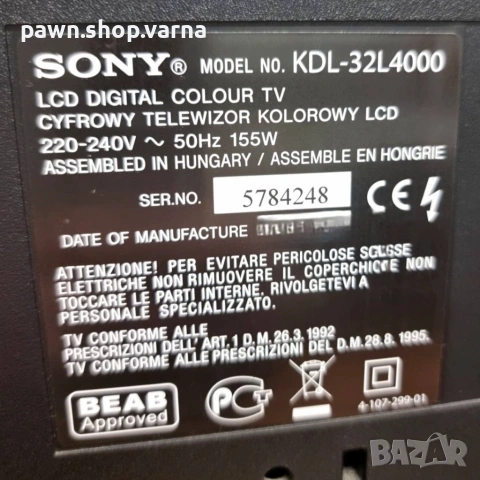 pawn.shop.varna
SONY® MODEL NO. KDL-32L4000
LCD DIGITAL COLOUR TV
CYFROWY TELEWIZOR KOLOROWY LCD
220-240V ~ 50Hz 155W
ASSEMBLED IN HUNGARY / ASSEMBLE EN HONGRIE
SER.NO. 5784248 CE
DATE OF MANUFACTURE
ATTENZIONE! PER EVITARE PERICOLOSE SCOSSE
ELETTRICHE NON RIMUOVERE IL COPERCHIO E NON
TOCCARE LE PARTI INTERNE. RIVOLGETEVI A
PERSONALE SPECIALIZZATO.
TV CONFORME ALLE
PRESCRIZIONI DELL'ART.1 D.M.26.3.1992
TV CONFORME ALLE PRESCRIZIONI DEL D.M.28.8.1995.
BEAB
Approved
4-107-299-01
BAZAR